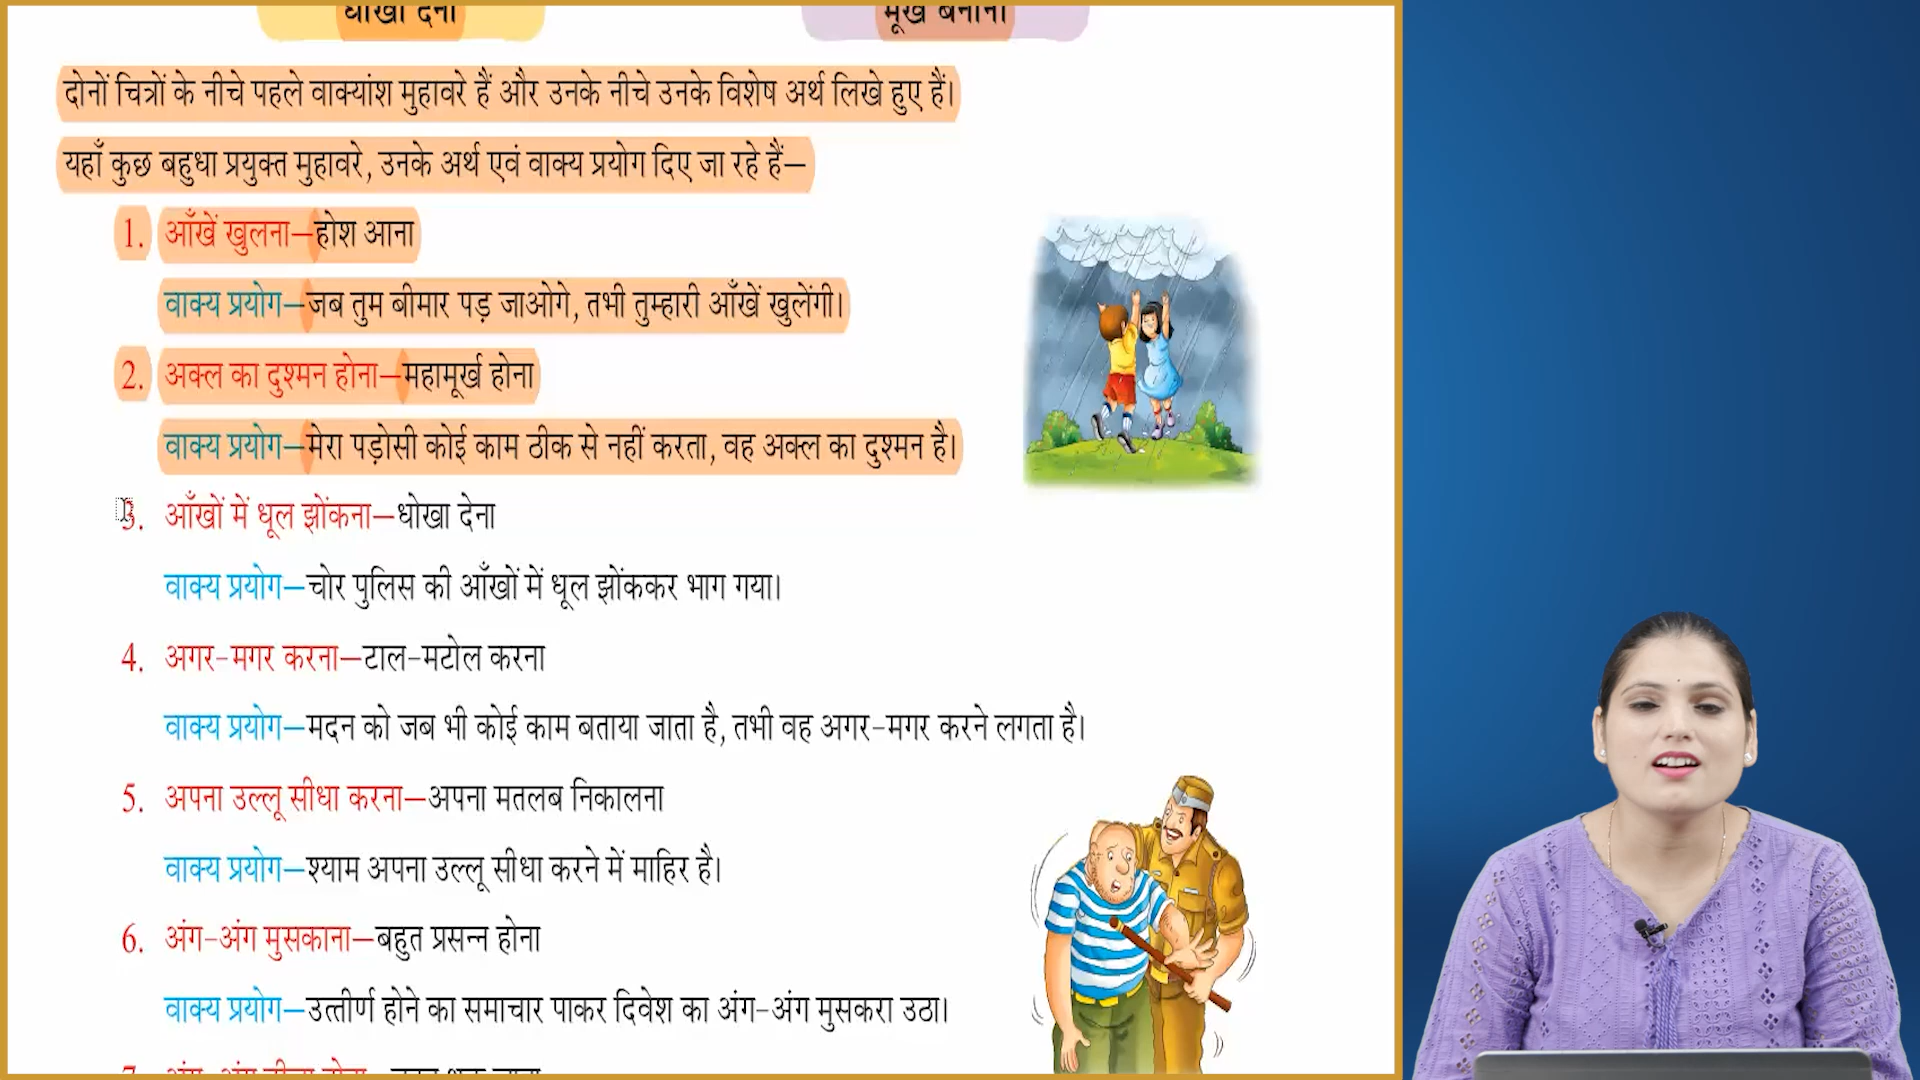 धोखा देना
मूर्ख बनाना
दोनों चित्रों के नीचे पहले वाक्यांश मुहावरे हैं और उनके नीचे उनके विशेष अर्थ लिखे हुए हैं।
यहाँ कुछ बहुधा प्रयुक्त मुहावरे, उनके अर्थ एवं वाक्य प्रयोग दिए जा रहे हैं—
1. आँखें खुलना—होश आना
वाक्य प्रयोग—जब तुम बीमार पड़ जाओगे, तभी तुम्हारी आँखें खुलेंगी।
2. अक्ल का दुश्मन होना—महामूर्ख होना
वाक्य प्रयोग—मेरा पड़ोसी कोई काम ठीक से नहीं करता, वह अक्ल का दुश्मन है।
3. आँखों में धूल झोंकना—धोखा देना
वाक्य प्रयोग—चोर पुलिस की आँखों में धूल झोंककर भाग गया।
4. अगर-मगर करना—टाल-मटोल करना
वाक्य प्रयोग—मदन को जब भी कोई काम बताया जाता है, तभी वह अगर-मगर करने लगता है।
5. अपना उल्लू सीधा करना—अपना मतलब निकालना
वाक्य प्रयोग—श्याम अपना उल्लू सीधा करने में माहिर है।
6. अंग-अंग मुसकाना—बहुत प्रसन्न होना
वाक्य प्रयोग—उत्तीर्ण होने का समाचार पाकर दिवेश का अंग-अंग मुसकरा उठा।